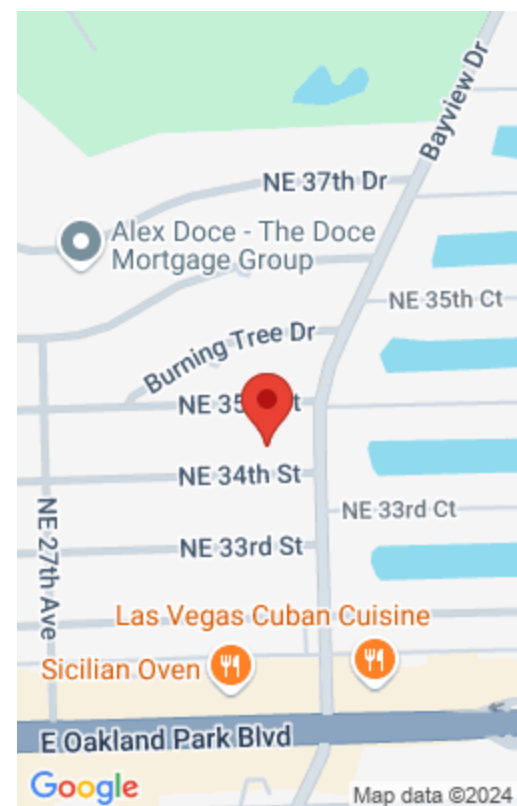 Bayview Dr
NE 37th Dr
Alex Doce - The Doce
Mortgage Group
NE 35th Ct
Burning Tree Dr
NE 35 t
NE 34th St
NE 33rd Ct
NE 27th Ave
NE 33rd St
Las Vegas Cuban Cuisine
Sicilian Oven
E Oakland Park Blvd
Google
Map data ©2024